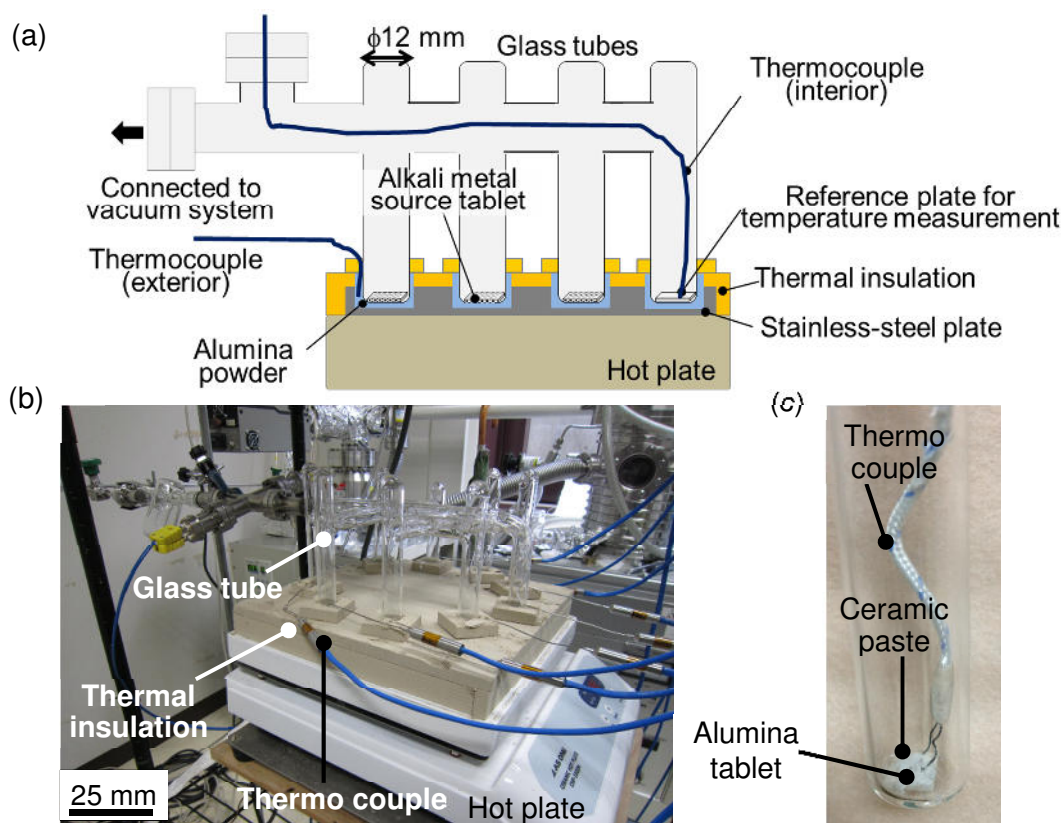 (a)
ϕ12 mm
Glass tubes
Thermocouple
(interior)
Connected to
vacuum system
Alkali metal
source tablet
Reference plate for
temperature measurement
Thermocouple
(exterior)
Thermal insulation
Stainless-steel plate
Alumina
powder
Hot plate
(b)
Glass tube
Thermal
insulation
Thermo couple
Hot plate
25 mm
(c)
Thermo
couple
Ceramic
paste
Alumina
tablet